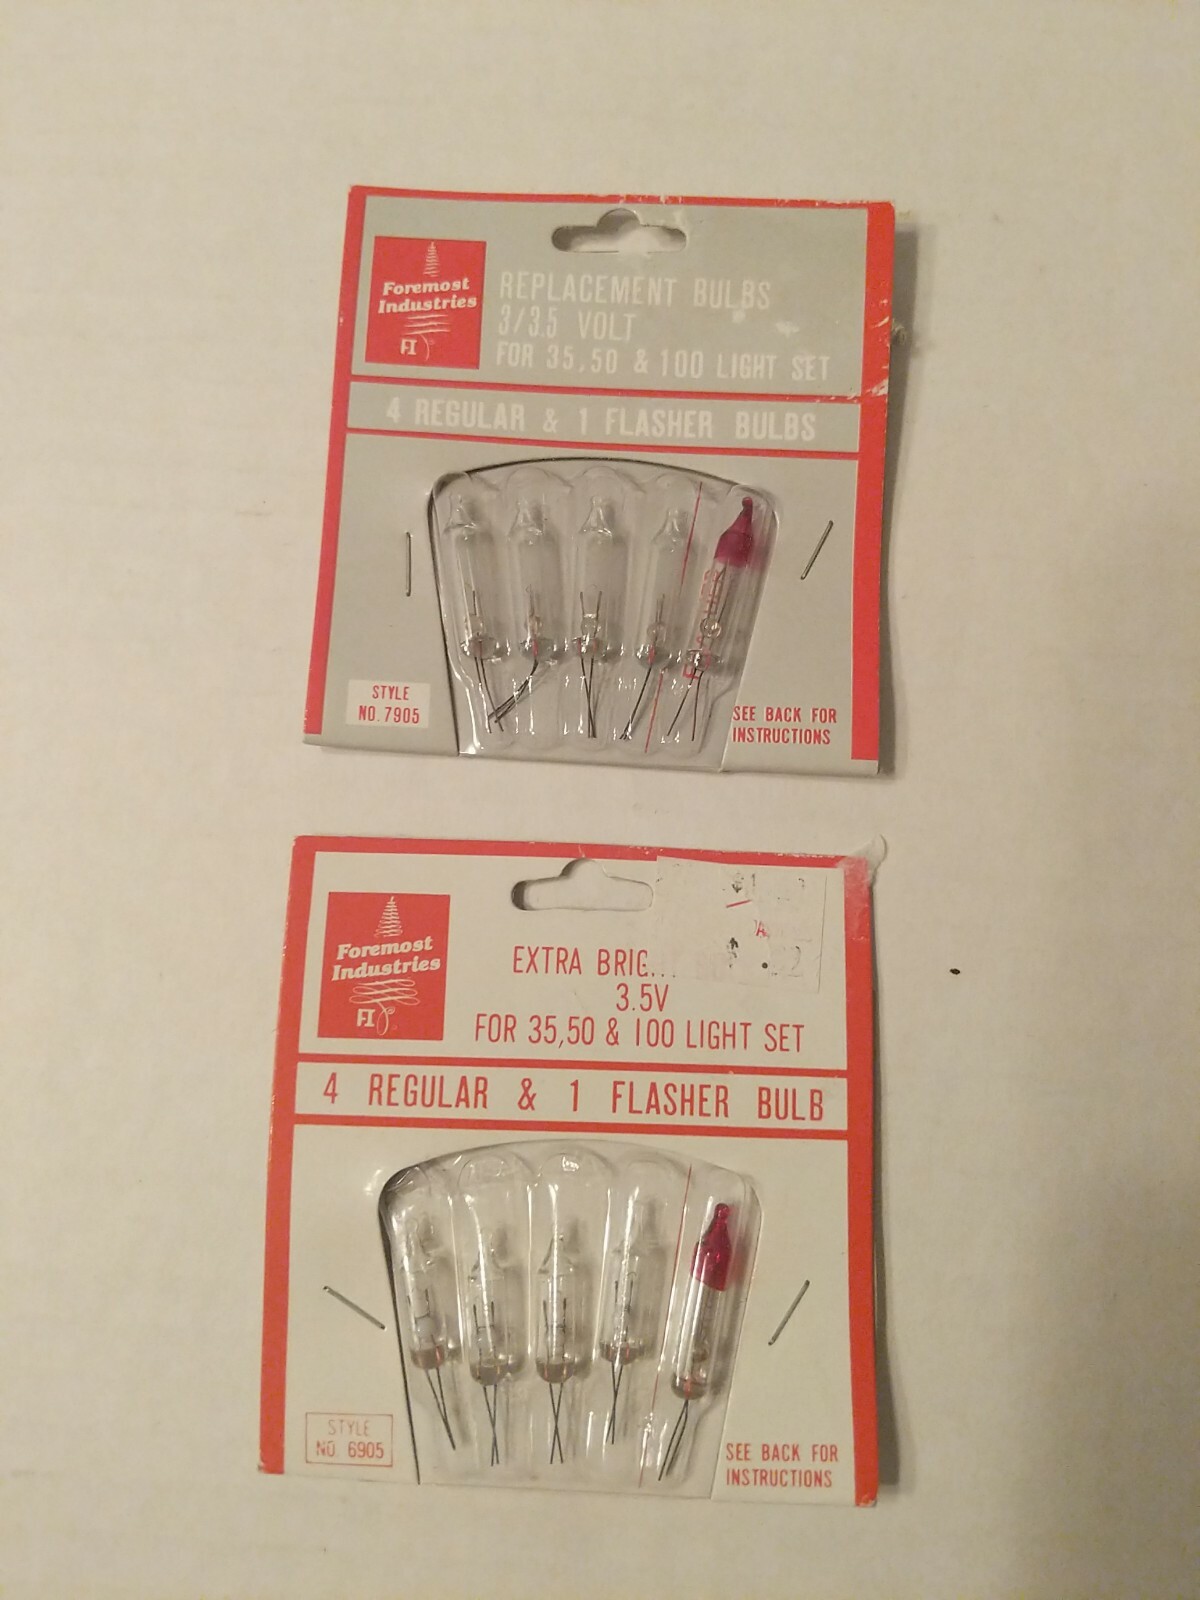 Foremost
Industries
FI
REPLACEMENT BULBS
3/3.5 VOLT
FOR 35,50 & 100 LIGHT SET
4 REGULAR & 1 FLASHER BULBS
FLASHER
STYLE
NO. 7905
SEE BACK FOR
INSTRUCTIONS
Foremost
Industries
FI
EXTRA
3.5V
FOR 35,50 & 100 LIGHT SET
4 REGULAR & 1 FLASHER BULB
STYLE
NO. 6905
SEE BACK FOR
INSTRUCTIONS